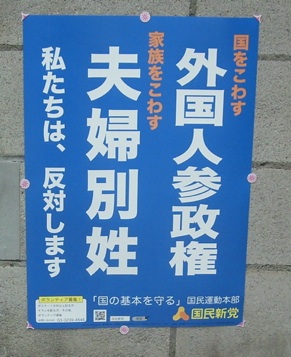 国をこわす
外国人参政権
家族をこわす
夫婦別姓
私たちは、反対します
「国の基本を守る」国民運動本部
国民新党